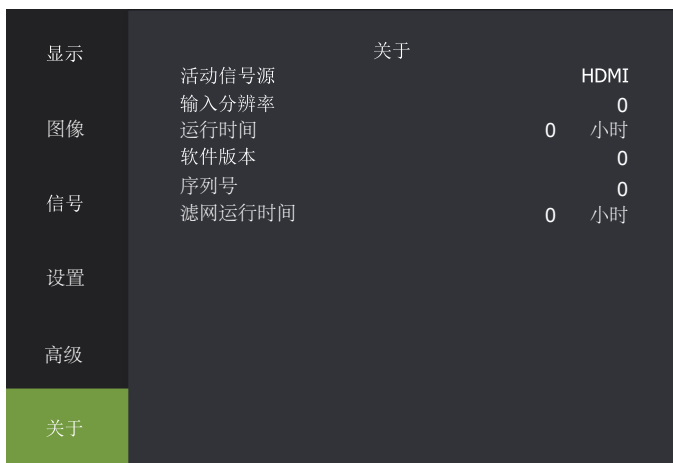 显示
图像
信号
设置
高级
关于
关于
活动信号源 HDMI
输入分辨率 0
运行时间 0 小时
软件版本 0
序列号 0
滤网运行时间 0 小时